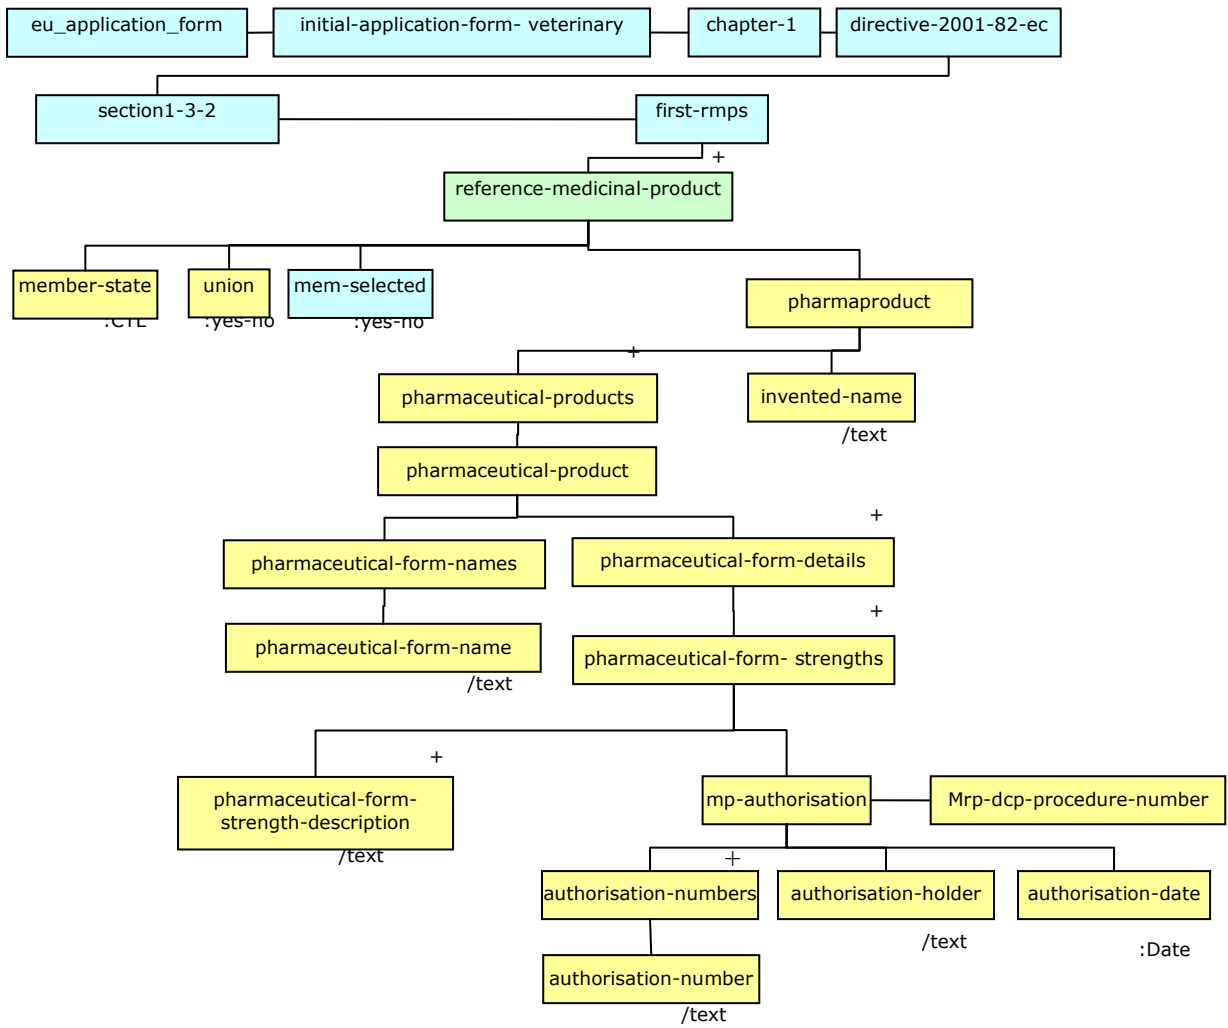 eu_application_form
initial-application-form- veterinary
chapter-1
directive-2001-82-ec
section1-3-2
first-rmps
+
reference-medicinal-product
member-state
union
mem-selected
:CTL
:yes-no
:yes-no
pharmaproduct
+
pharmaceutical-products
invented-name
/text
pharmaceutical-product
+
pharmaceutical-form-names
pharmaceutical-form-details
+
pharmaceutical-form-name
pharmaceutical-form- strengths
/text
+
pharmaceutical-form-
strength-description
/text
mp-authorisation
Mrp-dcp-procedure-number
+
authorisation-numbers
authorisation-holder
authorisation-date
/text
:Date
authorisation-number
/text